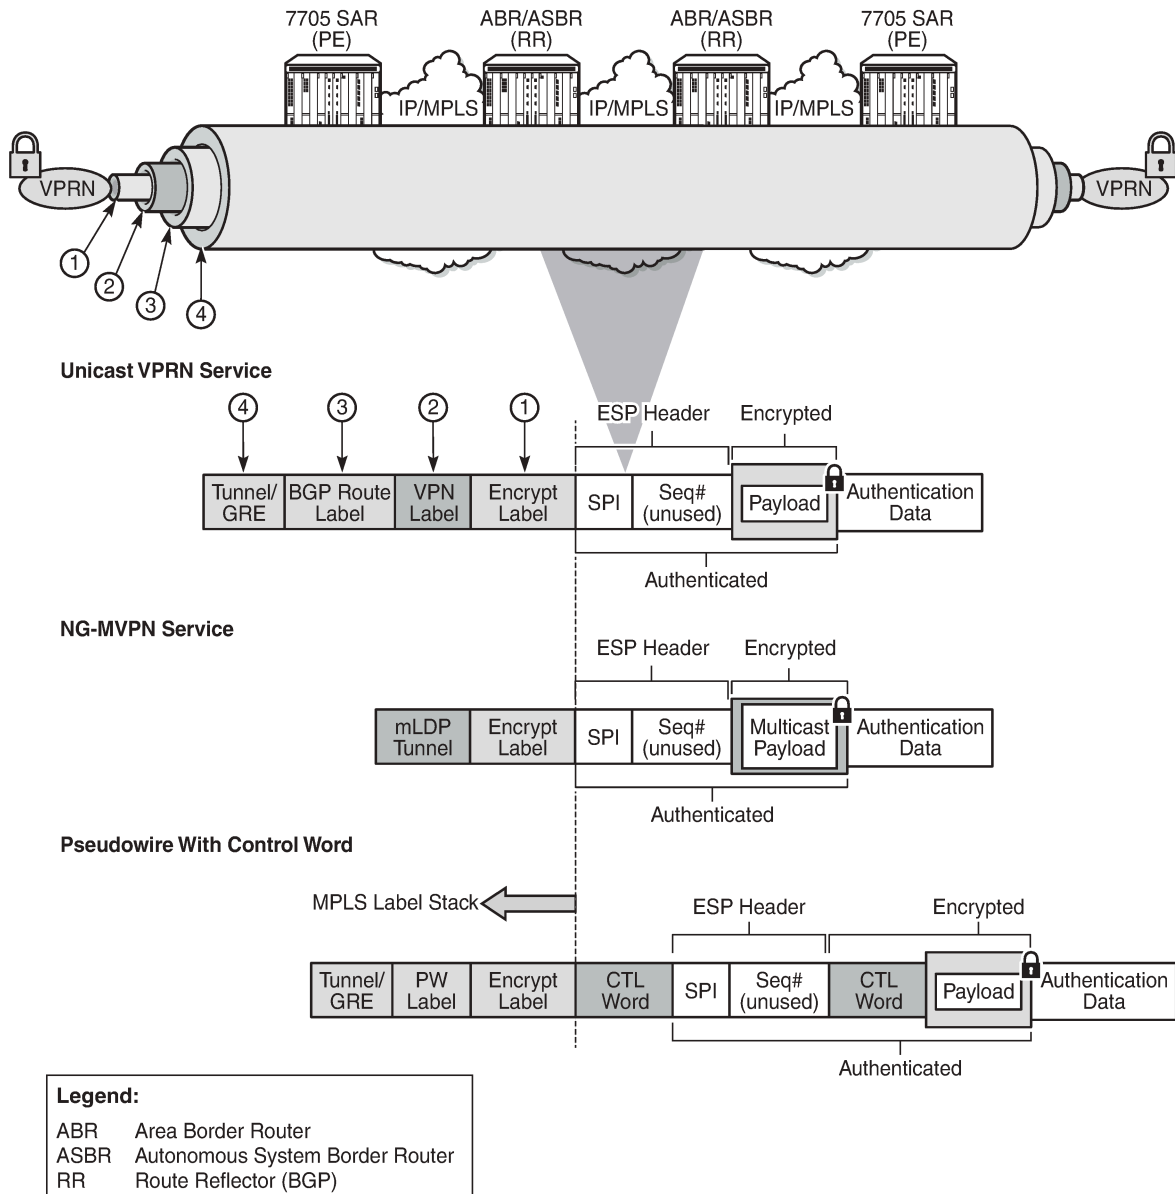 7705 SAR
(PE)
ABR/ASBR
(RR)
ABR/ASBR
(RR)
7705 SAR
(PE)
IP/MPLS
IP/MPLS
IP/MPLS
VPRN
VPRN
1
2
3
4
Unicast VPRN Service
4
3
2
1
ESP Header
Encrypted
Tunnel/
GRE
BGP Route
Label
VPN
Label
Encrypt
Label
SPI
Seq#
(unused)
Payload
Authentication
Data
Authenticated
NG-MVPN Service
ESP Header
Encrypted
mLDP
Tunnel
Encrypt
Label
SPI
Seq#
(unused)
Multicast
Payload
Authentication
Data
Authenticated
Pseudowire With Control Word
MPLS Label Stack
ESP Header
Encrypted
Tunnel/
GRE
PW
Label
Encrypt
Label
CTL
Word
SPI
Seq#
(unused)
CTL
Word
Payload
Authentication
Data
Authenticated
Legend:
ABR Area Border Router
ASBR Autonomous System Border Router
RR Route Reflector (BGP)